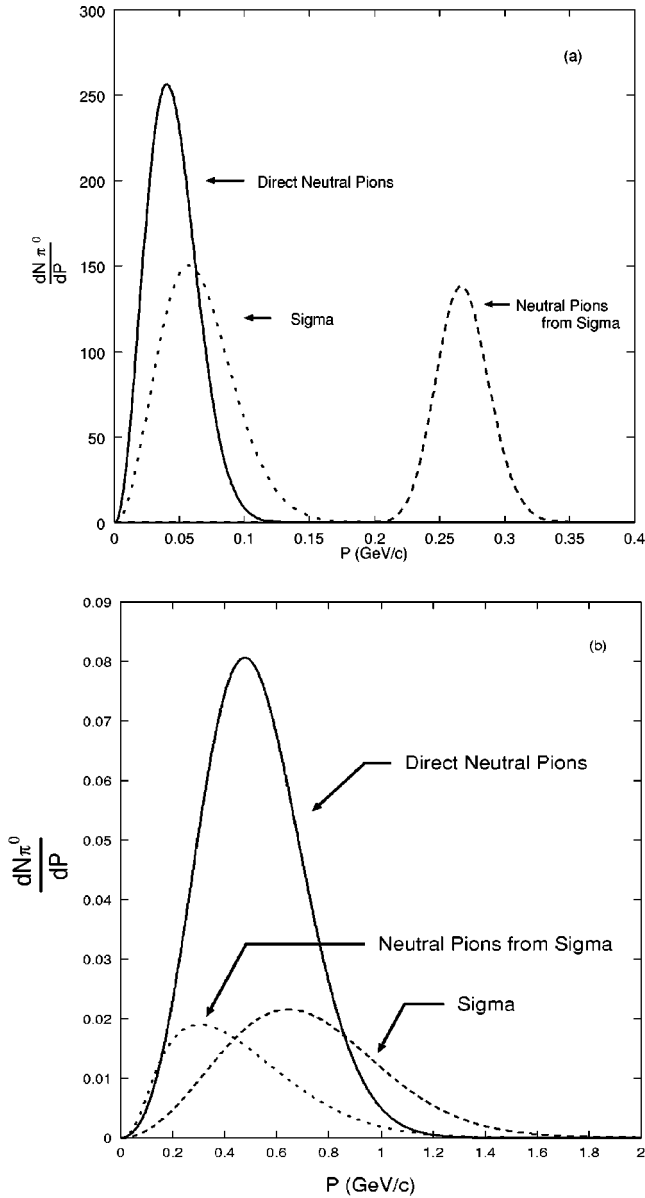 300
(a)
250
Direct Neutral Pions
200
dN π⁰
dP
150
Sigma
Neutral Pions
from Sigma
100
50
0
0 0.05 0.1 0.15 0.2 0.25 0.3 0.35 0.4
P (GeV/c)
0.09
(b)
0.08
0.07
Direct Neutral Pions
0.06
0.05
dNπ⁰
dP
0.04
Neutral Pions from Sigma
0.03
Sigma
0.02
0.01
0
0 0.2 0.4 0.6 0.8 1 1.2 1.4 1.6 1.8 2
P (GeV/c)